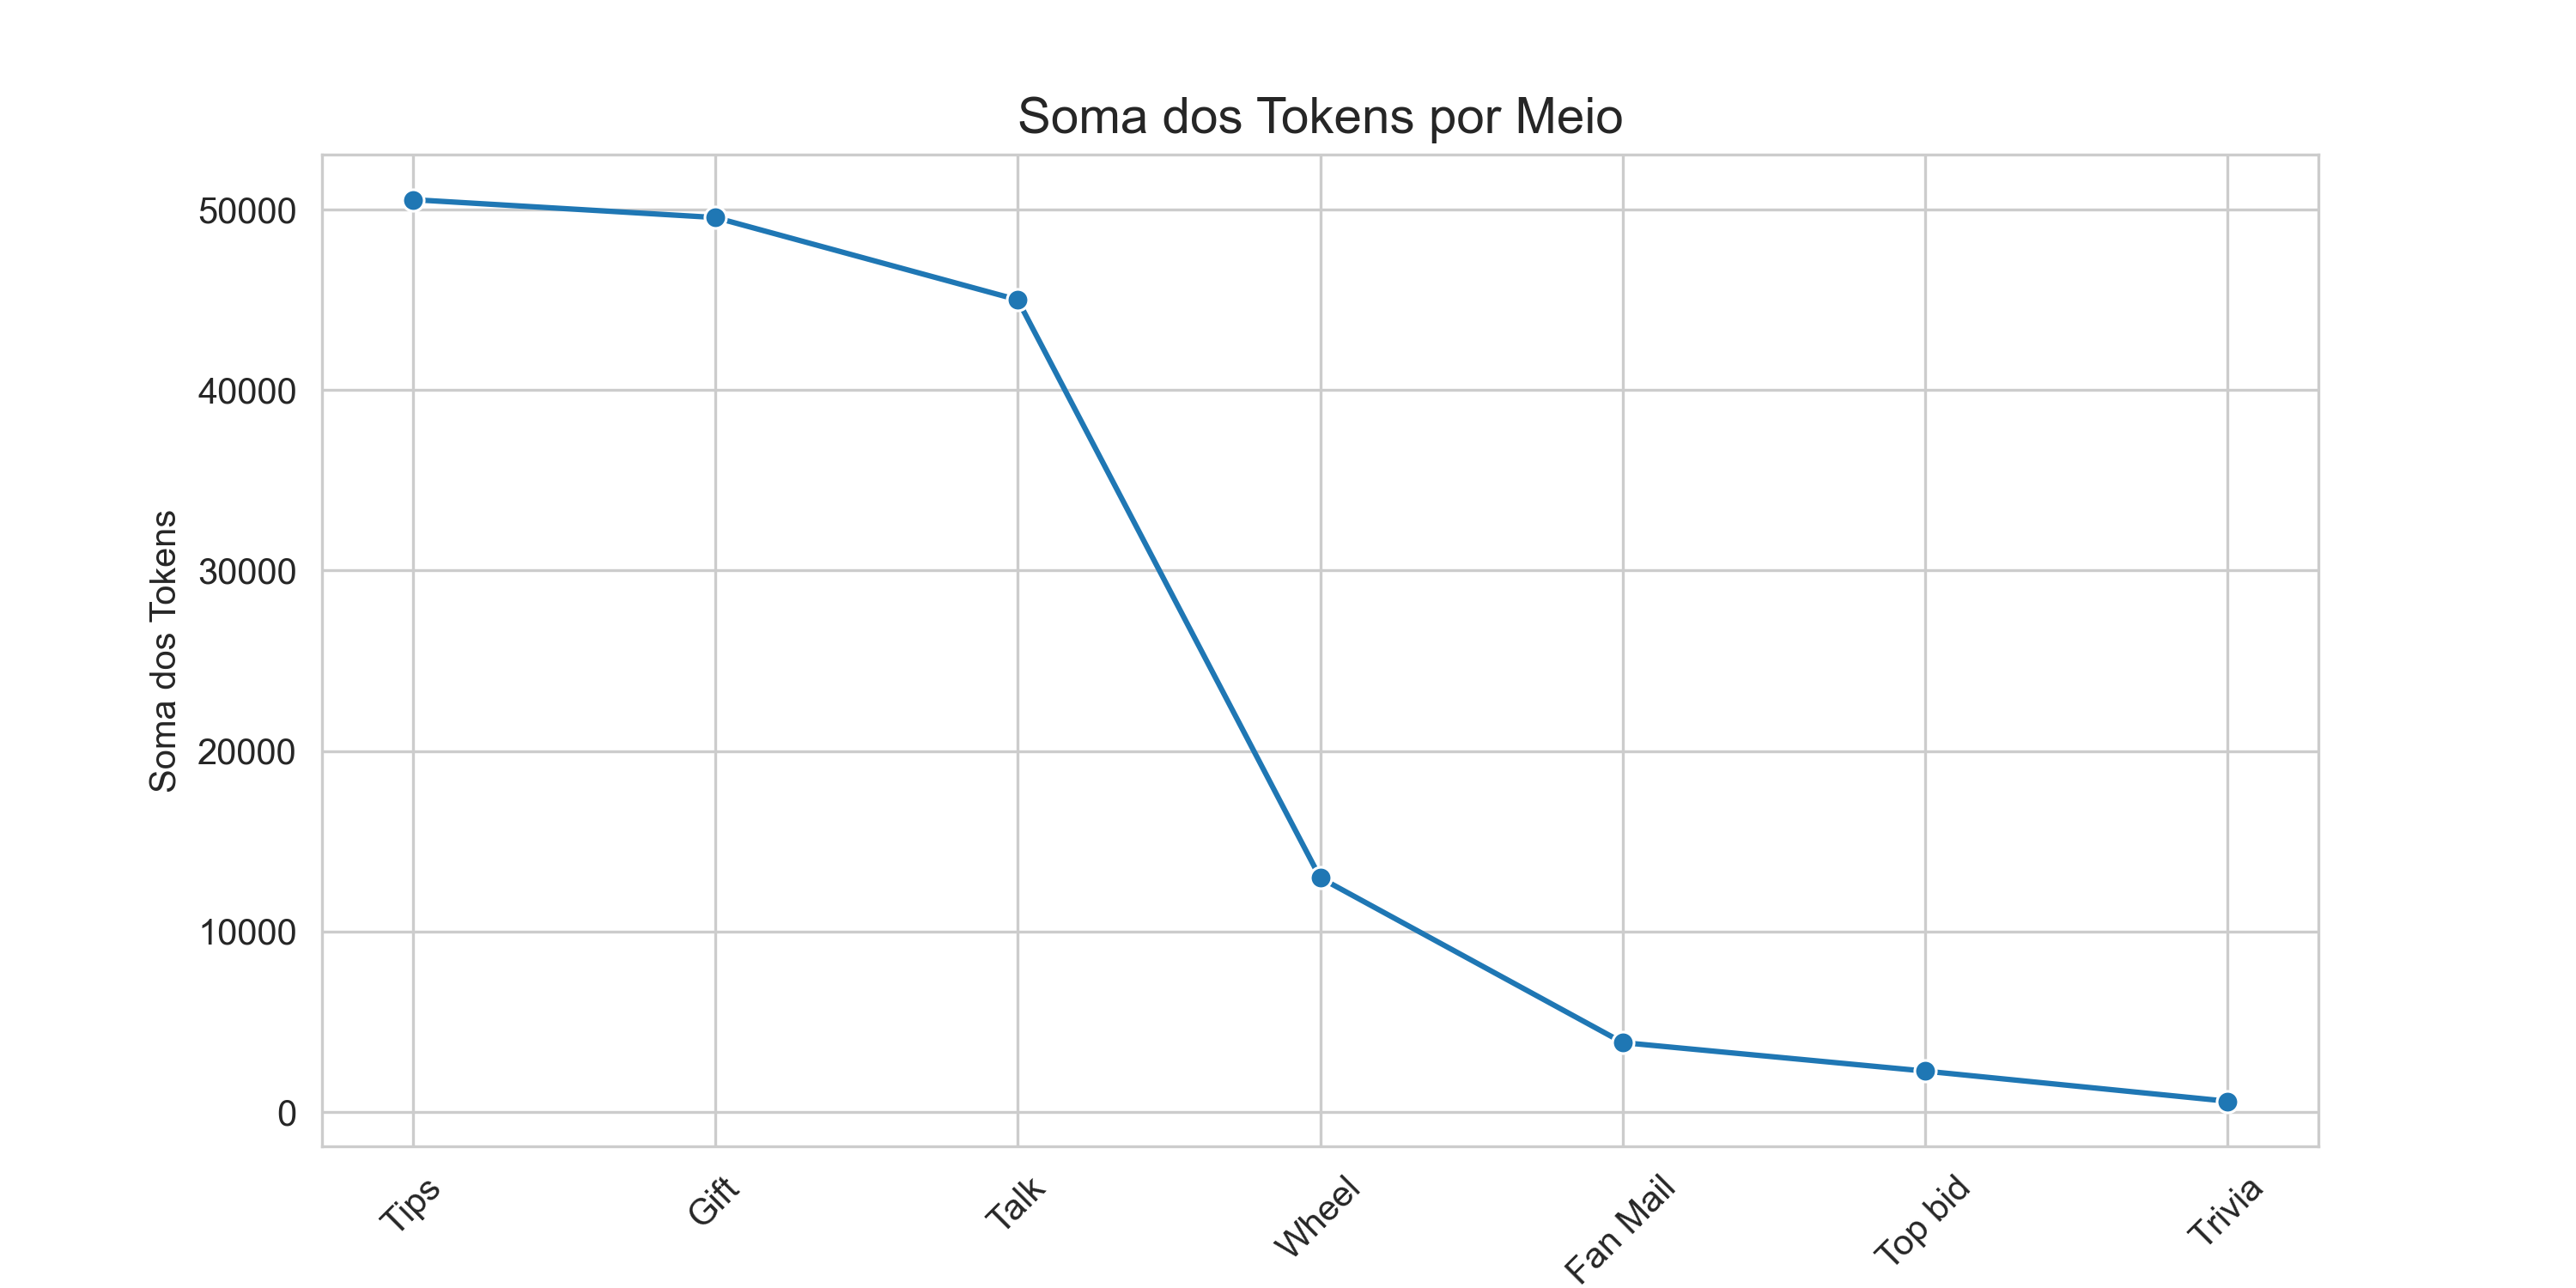 Soma dos Tokens por Meio
Soma dos Tokens
50000
40000
30000
20000
10000
0
Tips
Gift
Talk
Wheel
Fan Mail
Top bid
Trivia